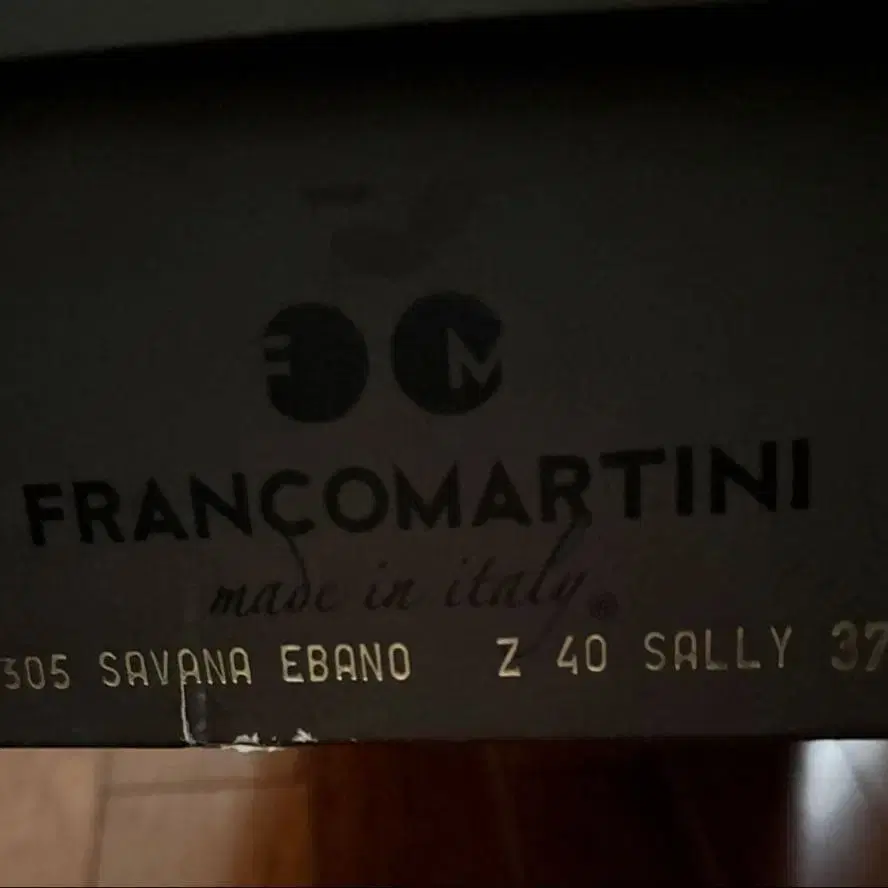 F M
FRANCOMARTINI
made in italy ®
305 SAVANA EBANO Z 40 SALLY 37